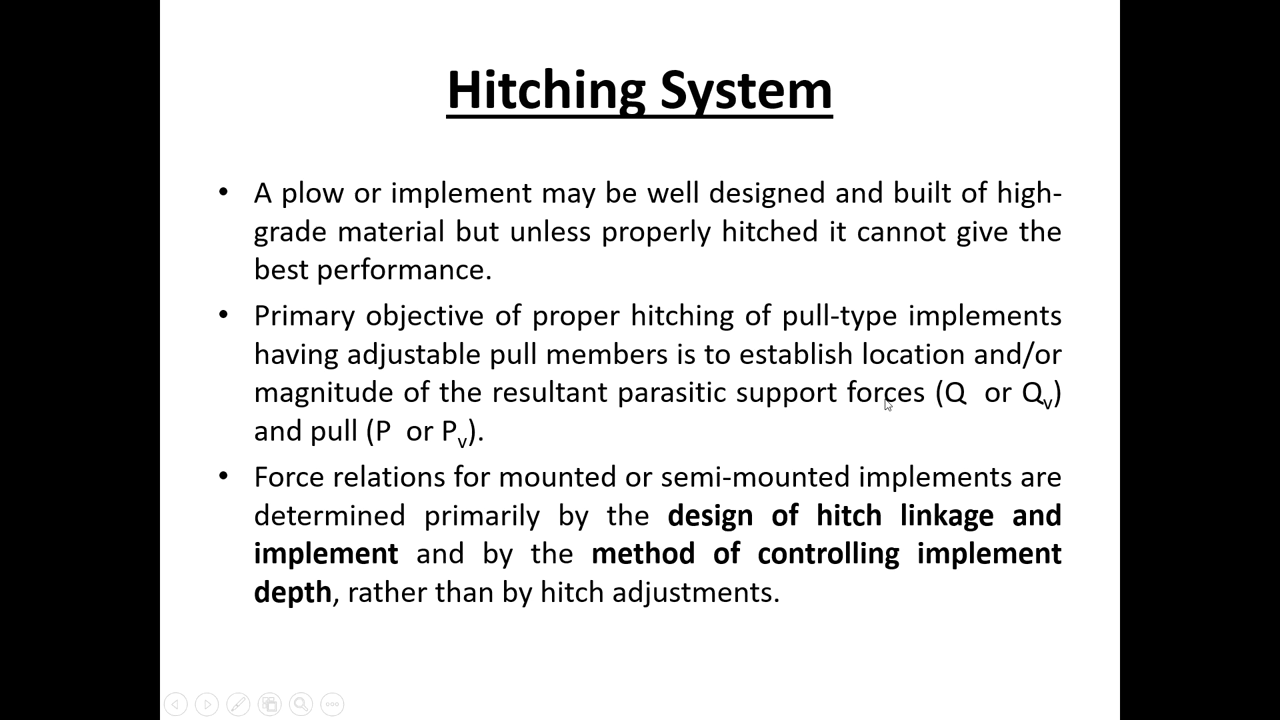 Hitching System
• A plow or implement may be well designed and built of high-
grade material but unless properly hitched it cannot give the
best performance.
• Primary objective of proper hitching of pull-type implements
having adjustable pull members is to establish location and/or
magnitude of the resultant parasitic support forces (Q or Qv)
and pull (P or Pv).
• Force relations for mounted or semi-mounted implements are
determined primarily by the design of hitch linkage and
implement and by the method of controlling implement
depth, rather than by hitch adjustments.